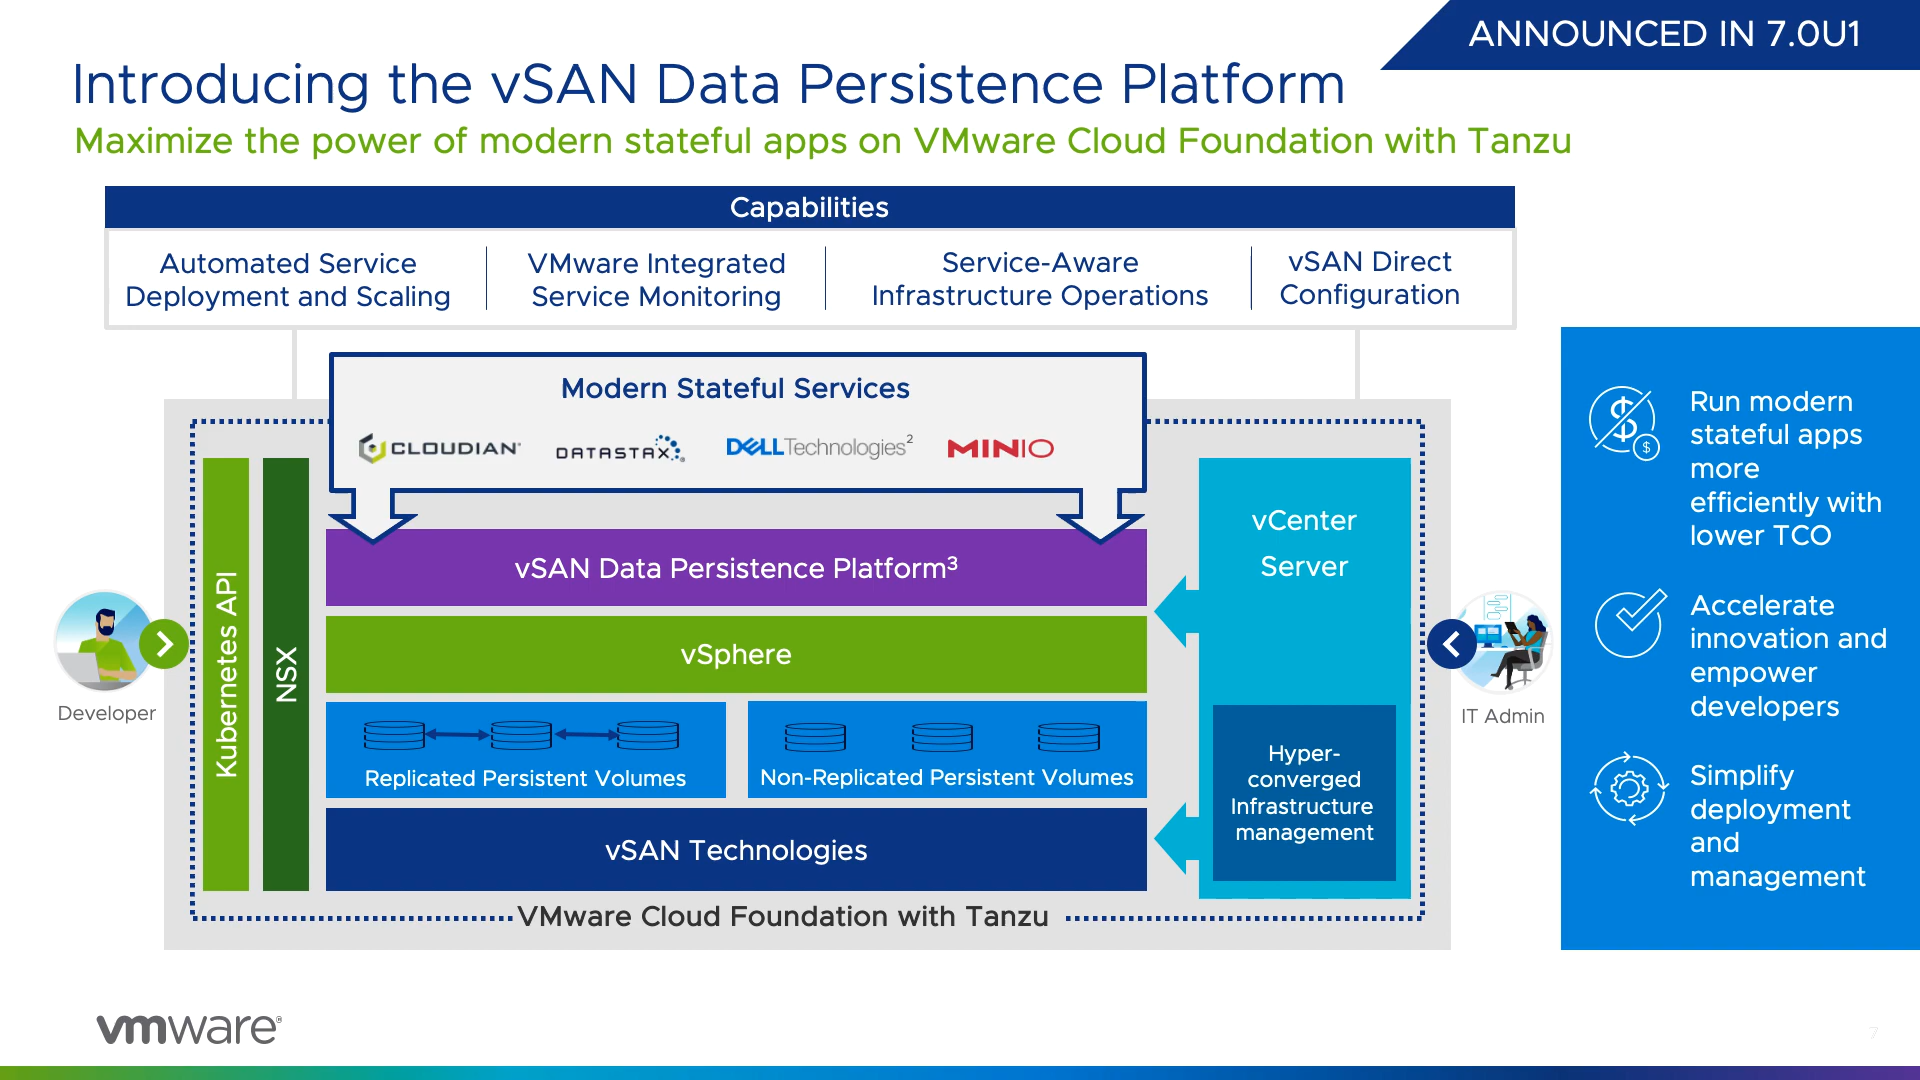 ANNOUNCED IN 7.0U1
Introducing the vSAN Data Persistence Platform
Maximize the power of modern stateful apps on VMware Cloud Foundation with Tanzu
Capabilities
Automated Service
Deployment and Scaling
VMware Integrated
Service Monitoring
Service-Aware
Infrastructure Operations
vSAN Direct
Configuration
Modern Stateful Services
CLOUDIAN
DATASTAX
DELL Technologies2
MINIO
Kubernetes API
NSX
vSAN Data Persistence Platform3
vSphere
Replicated Persistent Volumes
Non-Replicated Persistent Volumes
vSAN Technologies
vCenter
Server
Hyper-
converged
Infrastructure
management
VMware Cloud Foundation with Tanzu
Developer
IT Admin
Run modern
stateful apps
more
efficiently with
lower TCO
Accelerate
innovation and
empower
developers
Simplify
deployment
and
management
vmware®
7